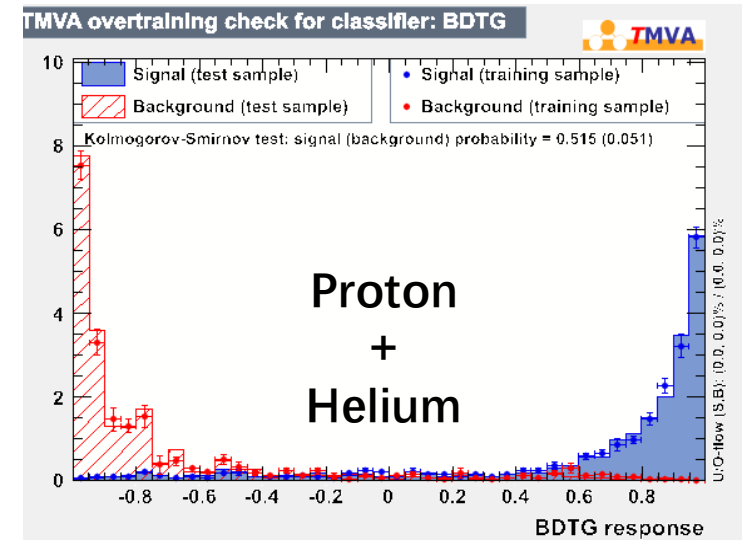 TMVA overtraining check for classifier: BDTG
TMVA
Signal (test sample)
Background (test sample)
Signal (training sample)
Background (training sample)
Kolmogorov-Smirnov test: signal (background) probability = 0.515 (0.051)
10
8
6
4
2
0
Proton
+
Helium
-0.8 -0.6 -0.4 -0.2 0 0.2 0.4 0.6 0.8
BDTG response
U/O-flow (S,B): (0.0, 0.0)% / (0.0, 0.0)%